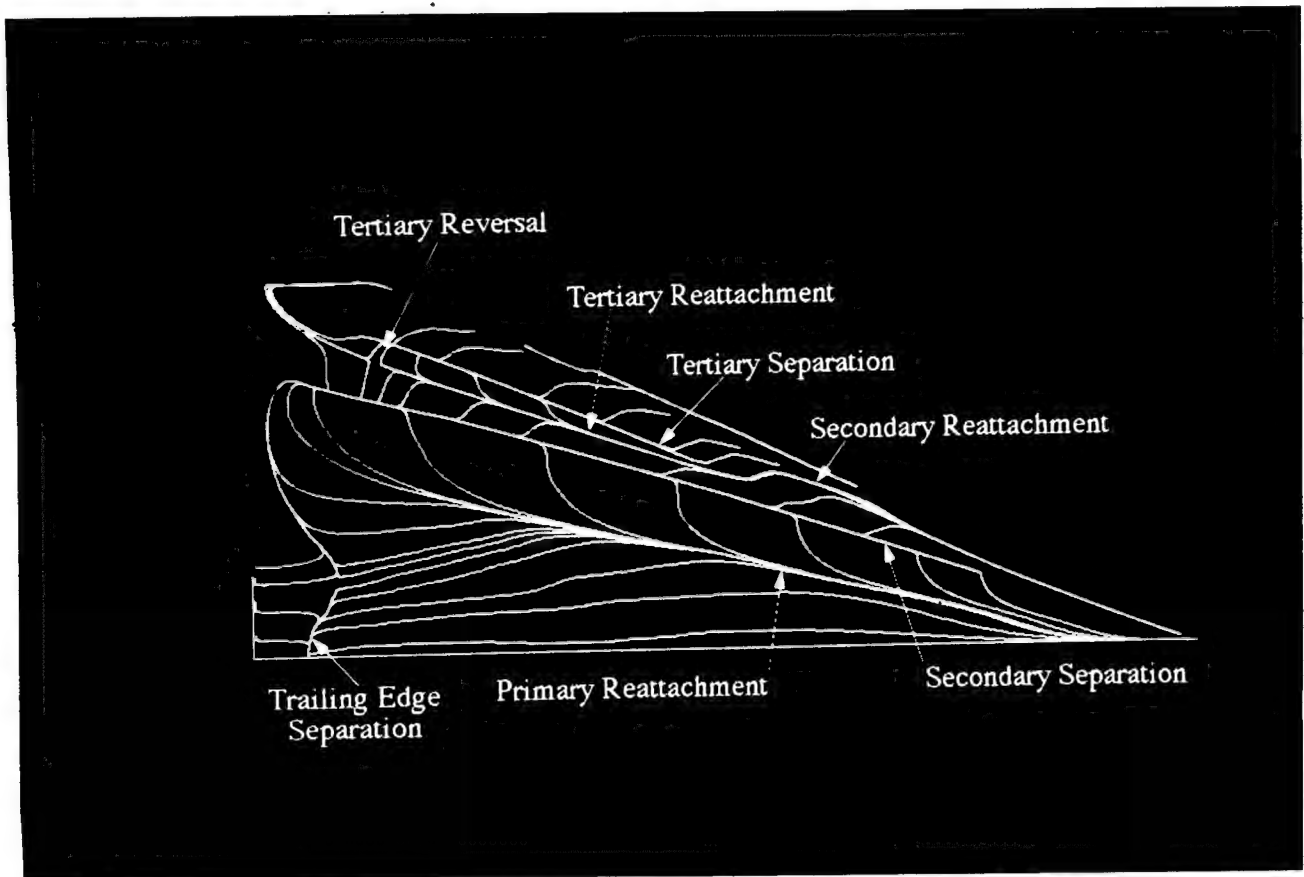 Tertiary Reversal
Tertiary Reattachment
Tertiary Separation
Secondary Reattachment
Secondary Separation
Primary Reattachment
Trailing Edge
Separation